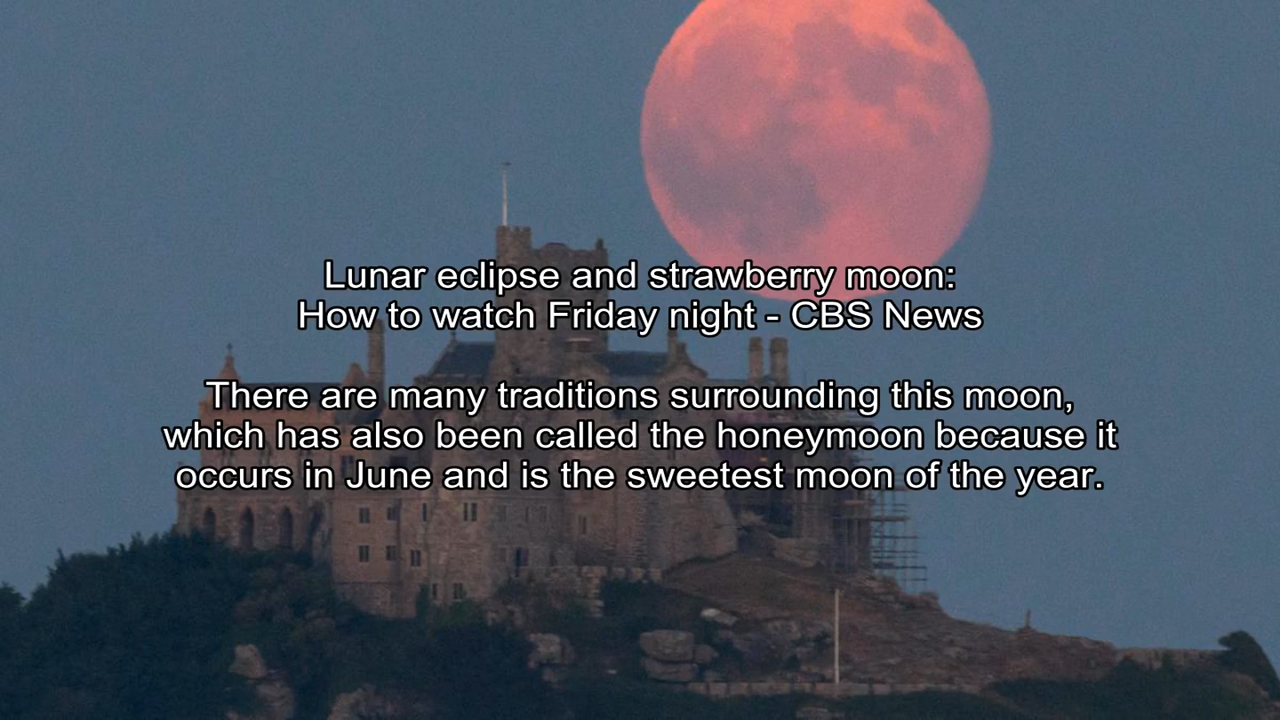 Lunar eclipse and strawberry moon:
How to watch Friday night - CBS News
There are many traditions surrounding this moon,
which has also been called the honeymoon because it
occurs in June and is the sweetest moon of the year.